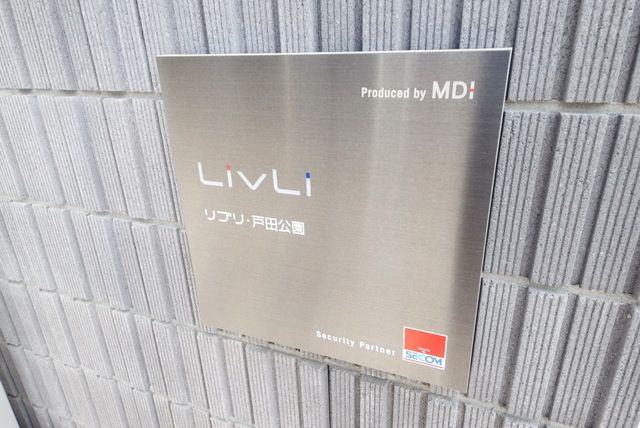 Produced by MDI
LivLi
リブリ・戸田公園
Security Partner
SECOM